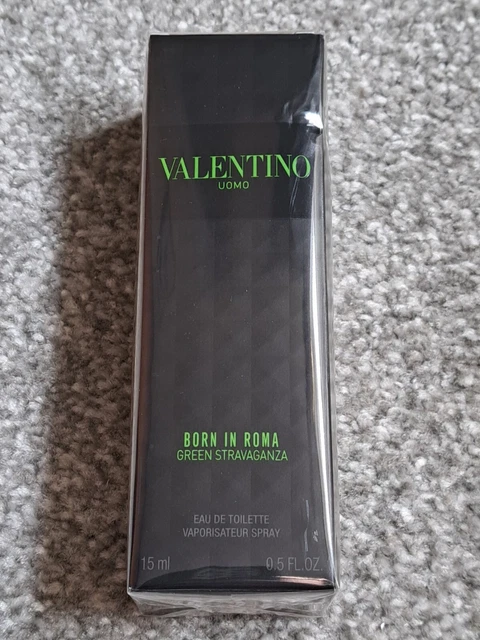 VALENTINO
UOMO
BORN IN ROMA
GREEN STRAVAGANZA
EAU DE TOILETTE
VAPORISATEUR SPRAY
15 ml 0.5 FL.OZ.